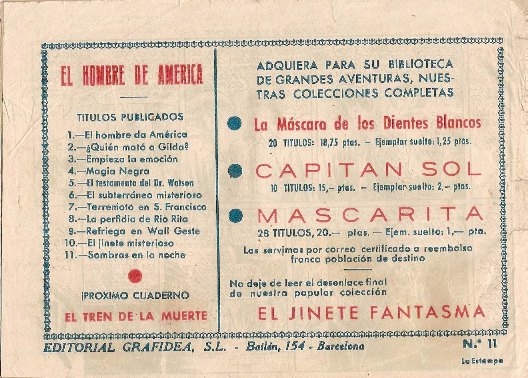 EL HOMBRE DE AMERICA
TITULOS PUBLICADOS
1.—El hombre de América
2.—¿Quién mató a Gilda?
3.—Empieza la emoción
4.—Magia Negra
5.—El testamento del Dr. Watson
6.—El subterráneo misterioso
7.—Terremoto en S. Francisco
8.—La perfidia de Rio Rita
9.—Refriega en Wall Geste
10.—El jinete misterioso
11.—Sombras en la noche
¡PROXIMO CUADERNO
EL TREN DE LA MUERTE
ADQUIERA PARA SU BIBLIOTECA
DE GRANDES AVENTURAS, NUES-
TRAS COLECCIONES COMPLETAS
La Máscara de los Dientes Blancos
20 TITULOS: 18,75 ptas. - Ejemplar suelto: 1,25 ptas.
CAPITAN SOL
10 TITULOS: 15,- ptas. - Ejemplar suelto: 2,- ptas.
MASCARITA
28 TITULOS, 20.— ptas. - Ejem. suelto: 1,— pta.
Las servimos por correo certificado a reembolso
franco población de destino
No deje de leer el desenlace final
de nuestra popular colección
EL JINETE FANTASMA
EDITORIAL GRAFIDEA, S.L. - Bailén, 154 - Barcelona
N.° 11
La Estampa